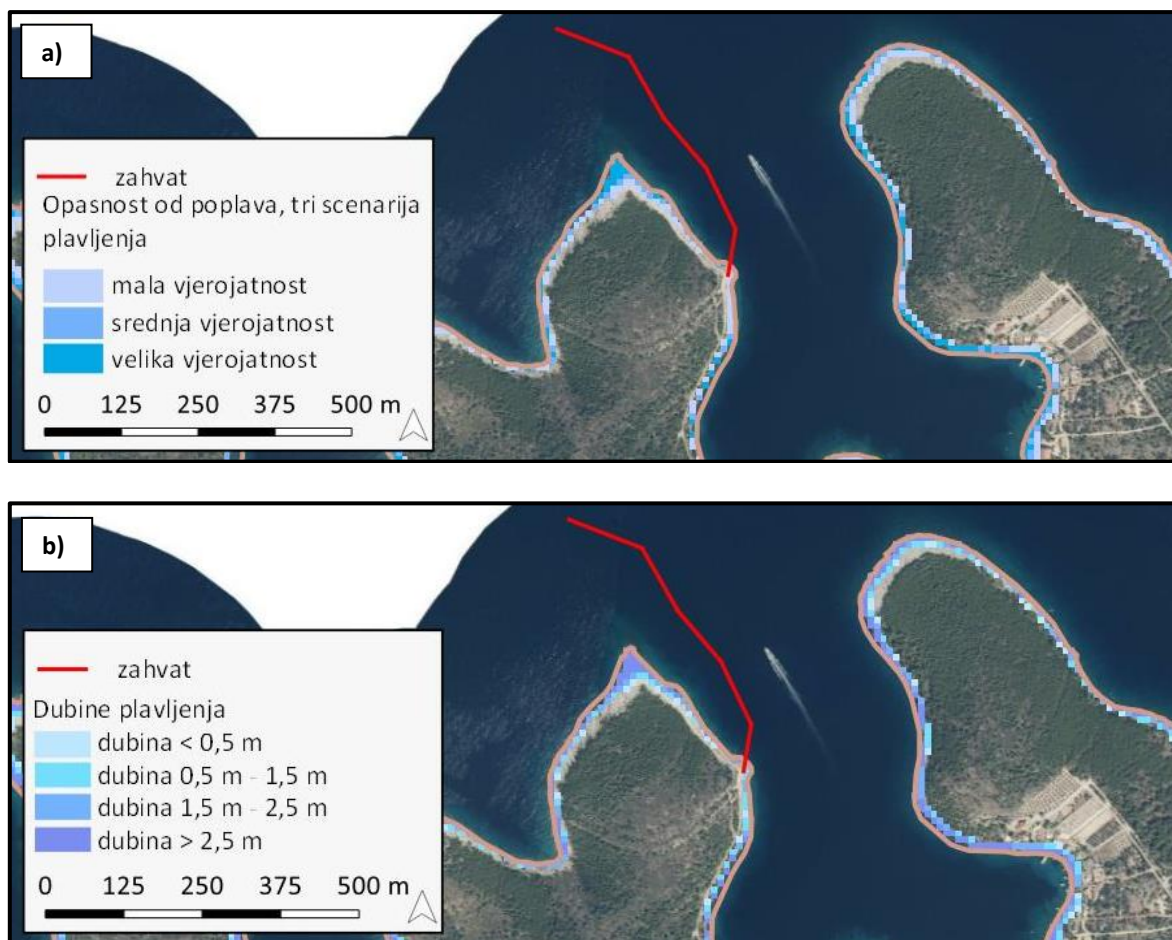 a)
zahvat
Opasnost od poplava, tri scenarija
plavljenja
mala vjerojatnost
srednja vjerojatnost
velika vjerojatnost
0 125 250 375 500 m
b)
zahvat
Dubine plavljenja
dubina < 0,5 m
dubina 0,5 m - 1,5 m
dubina 1,5 m - 2,5 m
dubina > 2,5 m
0 125 250 375 500 m